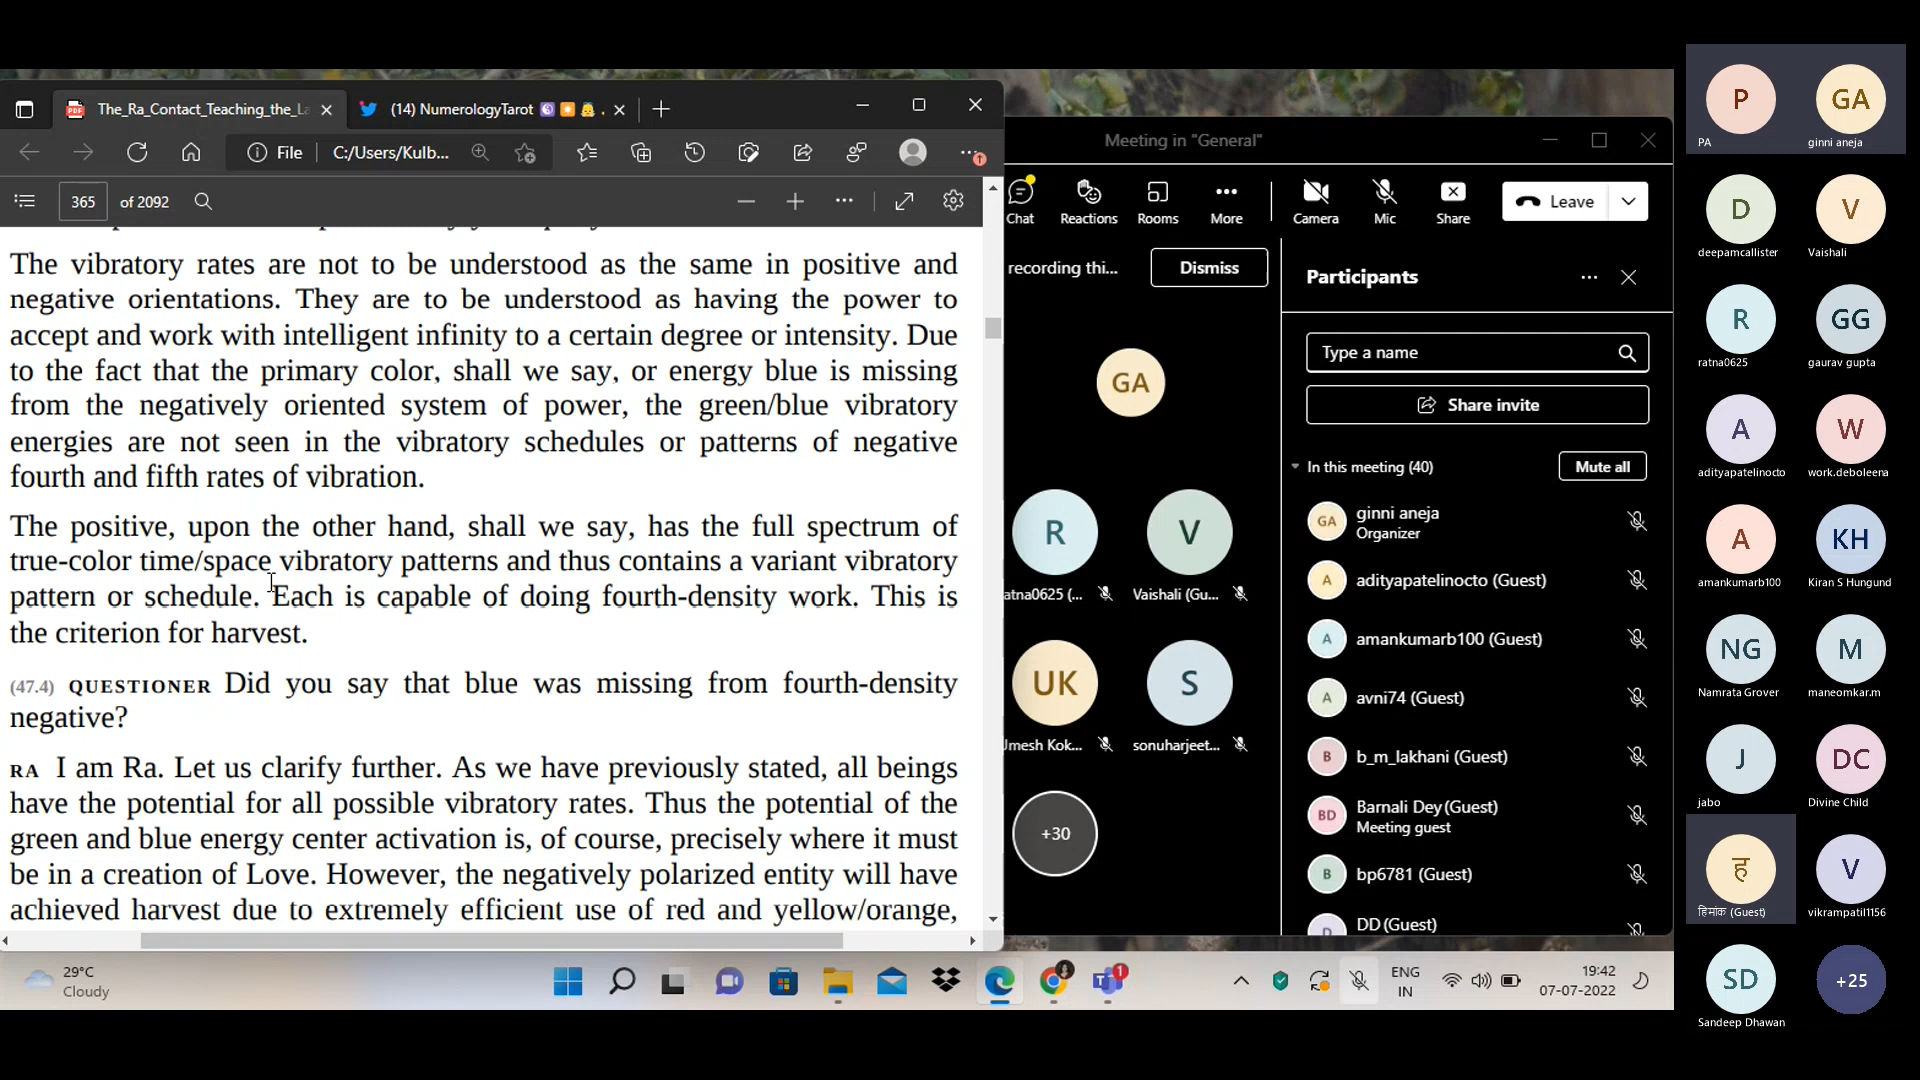 The_Ra_Contact_Teaching_the_La
(14) NumerologyTarot
File
C:/Users/Kulb...
365
of 2092
The vibratory rates are not to be understood as the same in positive and
negative orientations. They are to be understood as having the power to
accept and work with intelligent infinity to a certain degree or intensity. Due
to the fact that the primary color, shall we say, or energy blue is missing
from the negatively oriented system of power, the green/blue vibratory
energies are not seen in the vibratory schedules or patterns of negative
fourth and fifth rates of vibration.
The positive, upon the other hand, shall we say, has the full spectrum of
true-color time/space vibratory patterns and thus contains a variant vibratory
pattern or schedule. Each is capable of doing fourth-density work. This is
the criterion for harvest.
(47.4) QUESTIONER Did you say that blue was missing from fourth-density
negative?
RA I am Ra. Let us clarify further. As we have previously stated, all beings
have the potential for all possible vibratory rates. Thus the potential of the
green and blue energy center activation is, of course, precisely where it must
be in a creation of Love. However, the negatively polarized entity will have
achieved harvest due to extremely efficient use of red and yellow/orange,
Meeting in "General"
Chat
Reactions
Rooms
More
Camera
Mic
Share
Leave
recording thi...
Dismiss
GA
R
V
atna0625 (...
Vaishali (Gu...
UK
S
Umesh Kok...
sonuharjeet...
+30
Participants
Type a name
Share invite
In this meeting (40)
Mute all
GA
ginni aneja
Organizer
A
adityapatelinocto (Guest)
A
amankumarb100 (Guest)
A
avni74 (Guest)
B
b_m_lakhani (Guest)
BD
Barnali Dey(Guest)
Meeting guest
B
bp6781 (Guest)
D
DD (Guest)
P
GA
PA
ginni aneja
D
V
deepamcallister
Vaishali
R
GG
ratna0625
gaurav gupta
A
W
adityapatelinocto
work.deboleena
A
KH
amankumarb100
Kiran S Hungund
NG
M
Namrata Grover
maneomkar.m
J
DC
jabo
Divine Child
ह
V
हिमांक (Guest)
vikrampatil1156
SD
+25
Sandeep Dhawan
29°C
Cloudy
1
ENG
IN
19:42
07-07-2022